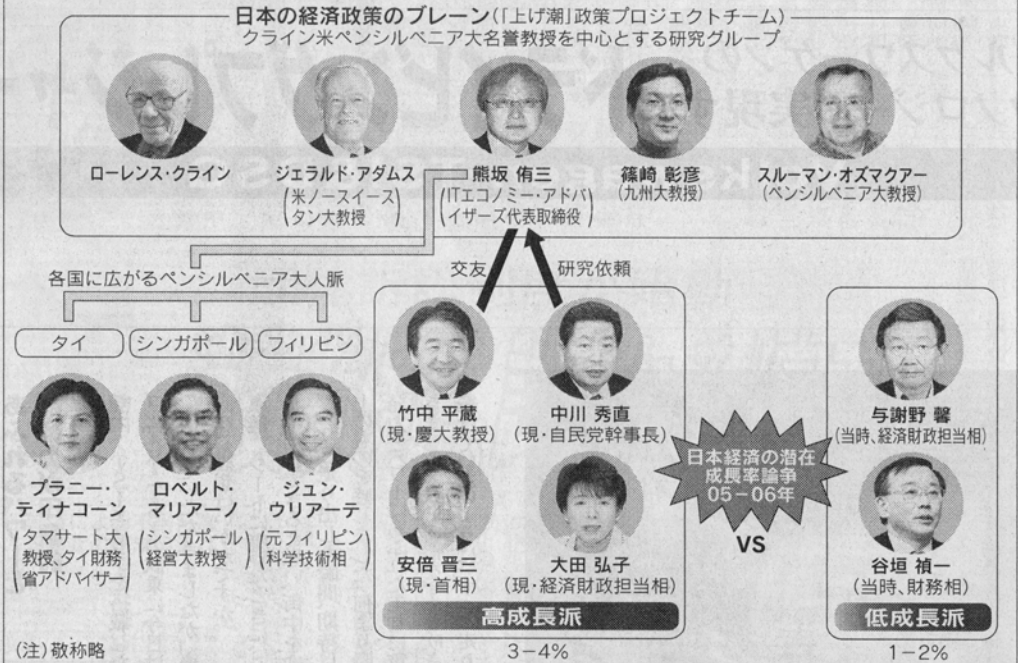 日本の経済政策のブレーン(「上げ潮」政策プロジェクトチーム)
クライン米ペンシルベニア大名誉教授を中心とする研究グループ
ローレンス・クライン
ジェラルド・アダムス
(米ノースイース
タン大教授)
熊坂 侑三
(ITエコノミー・アドバ
イザーズ代表取締役)
篠﨑 彰彦
(九州大教授)
スルーマン・オズマクアー
(ペンシルベニア大教授)
各国に広がるペンシルベニア大人脈
タイ
シンガポール
フィリピン
プラニー・
ティナコーン
(タマサート大
教授、タイ財務
省アドバイザー)
ロベルト・
マリアーノ
(シンガポール
経営大教授)
ジュン・
ウリアーテ
(元フィリピン
科学技術相)
交友
研究依頼
竹中 平蔵
(現・慶大教授)
中川 秀直
(現・自民党幹事長)
安倍 晋三
(現・首相)
大田 弘子
(現・経済財政担当相)
高成長派
3-4%
日本経済の潜在
成長率論争
05-06年
VS
与謝野 馨
(当時、経済財政担当相)
谷垣 禎一
(当時、財務相)
低成長派
1-2%
(注)敬称略